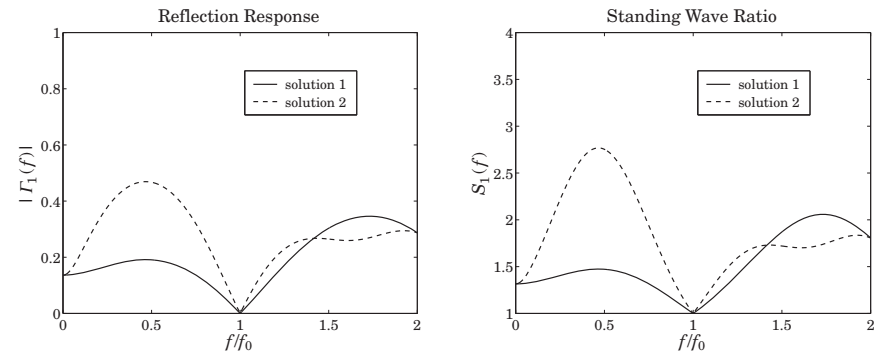 Reflection Response
1
0.8
0.6
0.4
0.2
0
0 0.5 1 1.5 2
f/f0
| Γ1(f)|
solution 1
solution 2
Standing Wave Ratio
4
3.5
3
2.5
2
1.5
1
0 0.5 1 1.5 2
f/f0
S1(f)
solution 1
solution 2